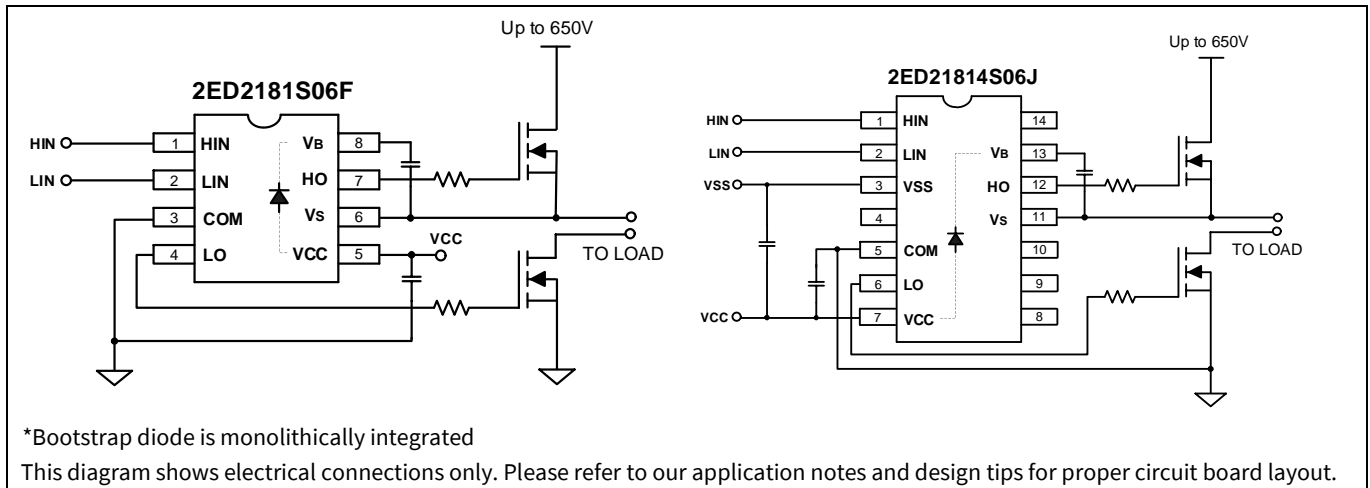 Up to 650V
2ED2181S06F
HIN
LIN
1 HIN
2 LIN
3 COM
4 LO
VB 8
HO 7
VS 6
VCC 5
VCC
TO LOAD
Up to 650V
2ED21814S06J
HIN
LIN
VSS
VCC
1 HIN
2 LIN
3 VSS
4
5 COM
6 LO
7 VCC
14
VB 13
HO 12
VS 11
10
9
8
TO LOAD
*Bootstrap diode is monolithically integrated
This diagram shows electrical connections only. Please refer to our application notes and design tips for proper circuit board layout.